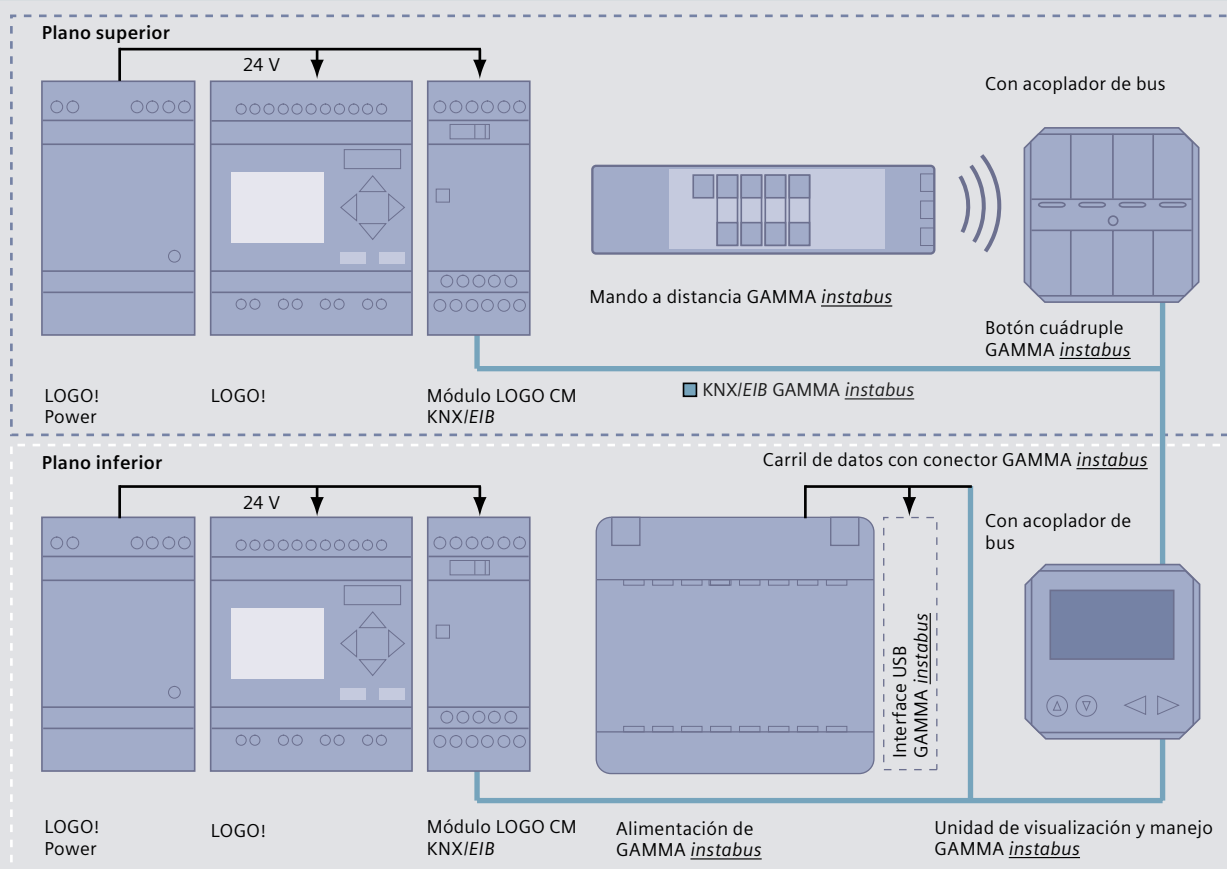 Plano superior
24 V
Con acoplador de bus
Mando a distancia GAMMA instabus
Botón cuádruple
GAMMA instabus
KNX/EIB GAMMA instabus
LOGO!
Power
LOGO!
Módulo LOGO CM
KNX/EIB
Plano inferior
Carril de datos con conector GAMMA instabus
24 V
Con acoplador de
bus
Interface USB
GAMMA instabus
LOGO!
Power
LOGO!
Módulo LOGO CM
KNX/EIB
Alimentación de
GAMMA instabus
Unidad de visualización y manejo
GAMMA instabus